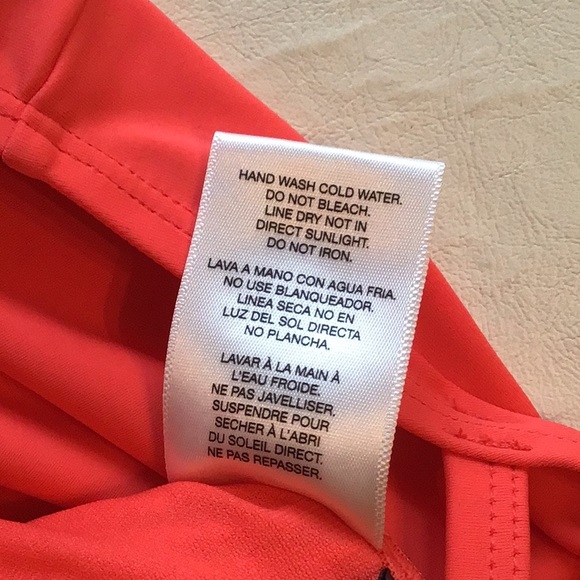 HAND WASH COLD WATER.
DO NOT BLEACH.
LINE DRY NOT IN
DIRECT SUNLIGHT.
DO NOT IRON.
LAVA A MANO CON AGUA FRIA.
NO USE BLANQUEADOR.
LINEA SECA NO EN
LUZ DEL SOL DIRECTA
NO PLANCHA.
LAVAR À LA MAIN À
L'EAU FROIDE.
NE PAS JAVELLISER.
SUSPENDRE POUR
SECHER À L'ABRI
DU SOLEIL DIRECT.
NE PAS REPASSER.